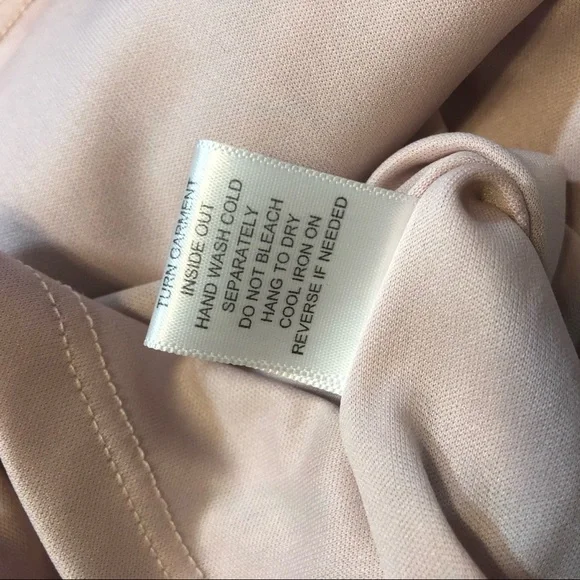 TURN GARMENT
INSIDE OUT
HAND WASH COLD
SEPARATELY
DO NOT BLEACH
HANG TO DRY
COOL IRON ON
REVERSE IF NEEDED